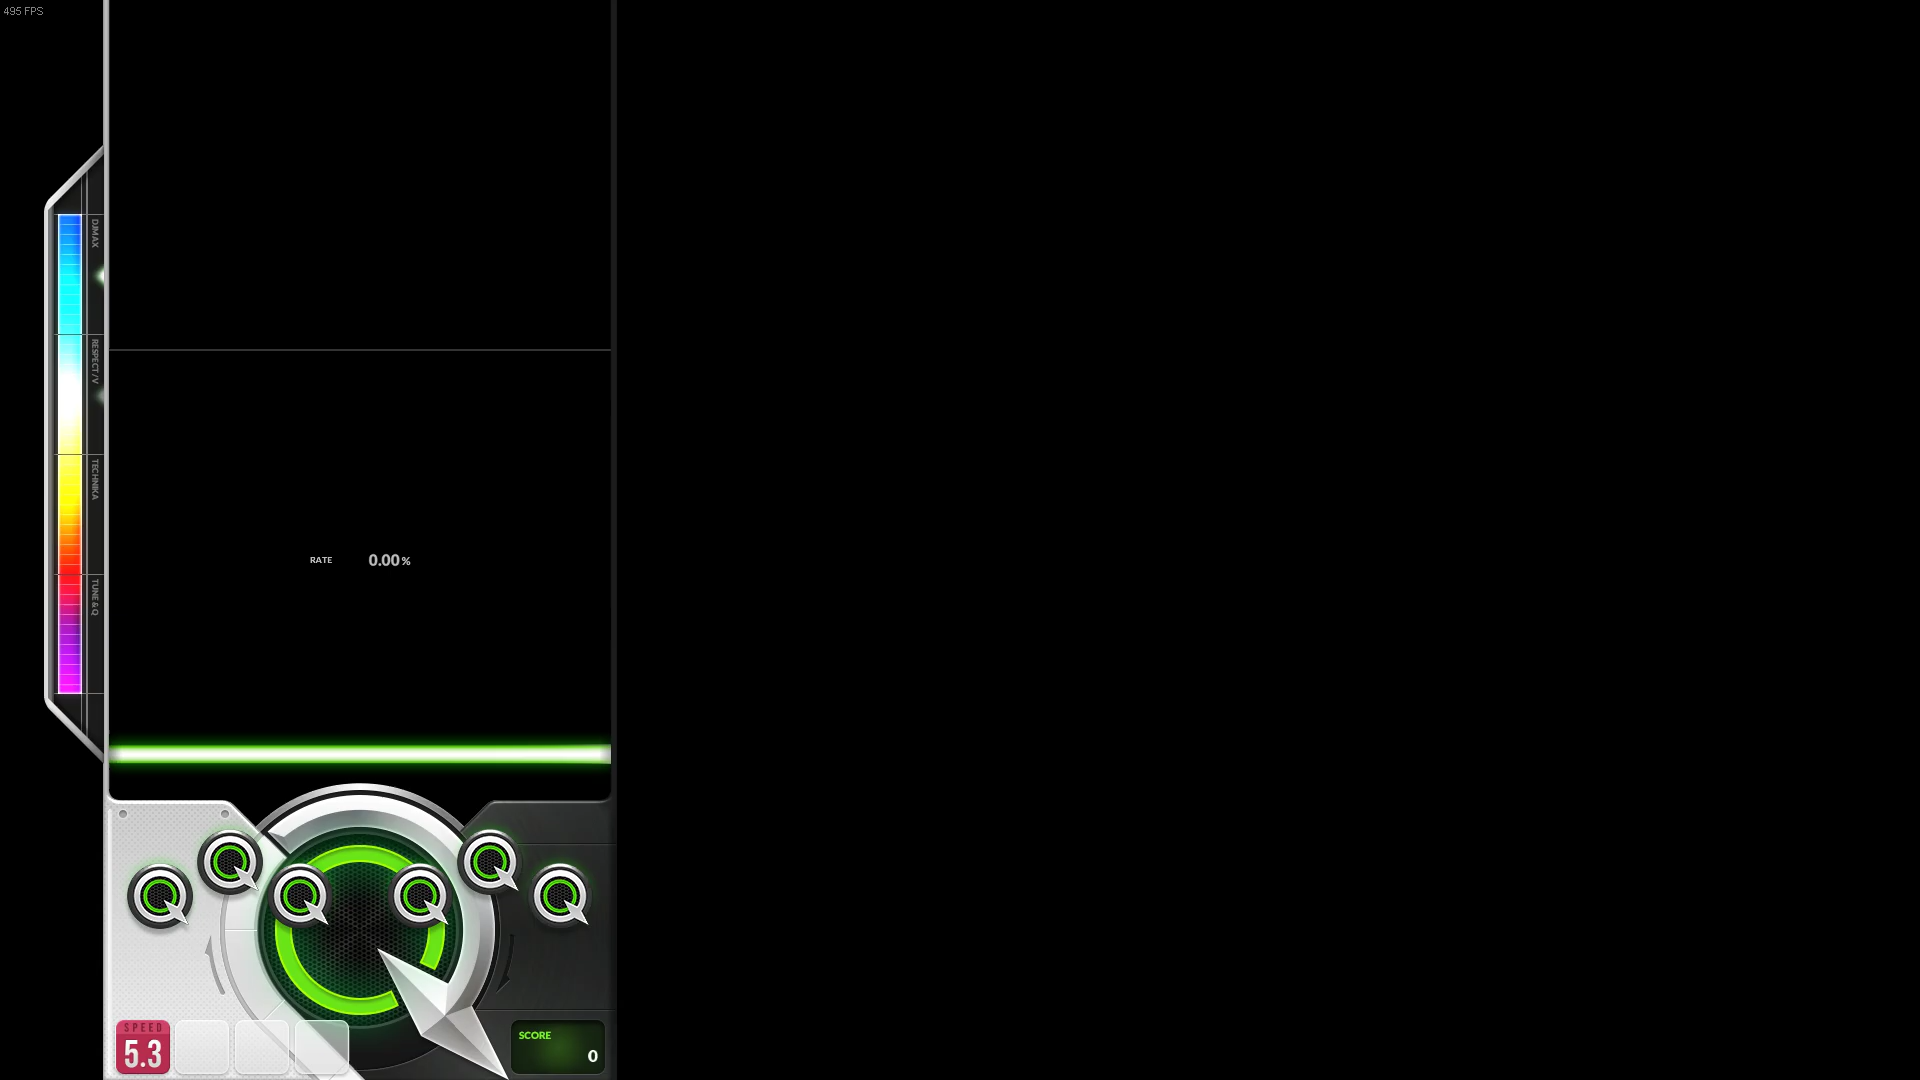 495 FPS
DJMAX
RESPECT/V
TECHNIKA
TUNE & Q
RATE 0.00%
SPEED
5.3
SCORE
0